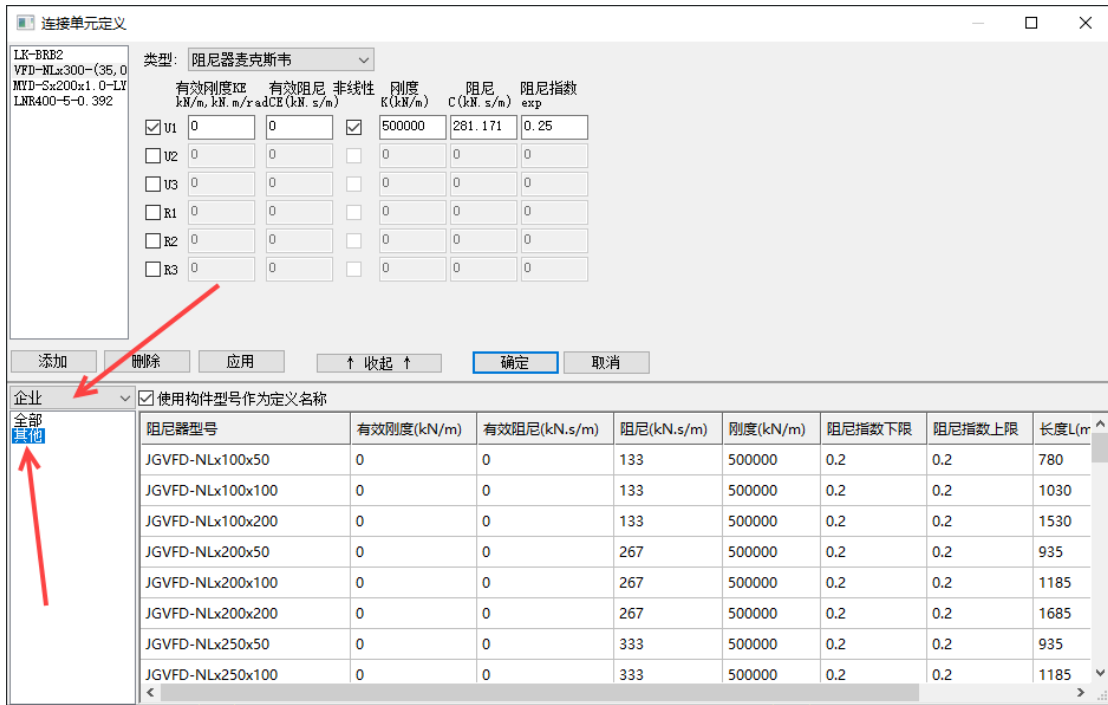 连接单元定义
LK-BRB2
VFD-NLx300-(35,0
MYD-Sx200x1.0-LY
LNR400-5-0.392
类型: 阻尼器麦克斯韦
有效刚度KE 有效阻尼 非线性 刚度 阻尼 阻尼指数
kN/m,kN.m/radCE(kN.s/m) K(kN/m) C(kN.s/m) exp
U1 0 0 500000 281.171 0.25
U2 0 0 0 0 0
U3 0 0 0 0 0
R1 0 0 0 0 0
R2 0 0 0 0 0
R3 0 0 0 0 0
添加 删除 应用 ↑ 收起 ↑ 确定 取消
企业 使用构件型号作为定义名称
全部
其他
阻尼器型号 有效刚度(kN/m) 有效阻尼(kN.s/m) 阻尼(kN.s/m) 刚度(kN/m) 阻尼指数下限 阻尼指数上限 长度L(m
JGVFD-NLx100x50 0 0 133 500000 0.2 0.2 780
JGVFD-NLx100x100 0 0 133 500000 0.2 0.2 1030
JGVFD-NLx100x200 0 0 133 500000 0.2 0.2 1530
JGVFD-NLx200x50 0 0 267 500000 0.2 0.2 935
JGVFD-NLx200x100 0 0 267 500000 0.2 0.2 1185
JGVFD-NLx200x200 0 0 267 500000 0.2 0.2 1685
JGVFD-NLx250x50 0 0 333 500000 0.2 0.2 935
JGVFD-NLx250x100 0 0 333 500000 0.2 0.2 1185